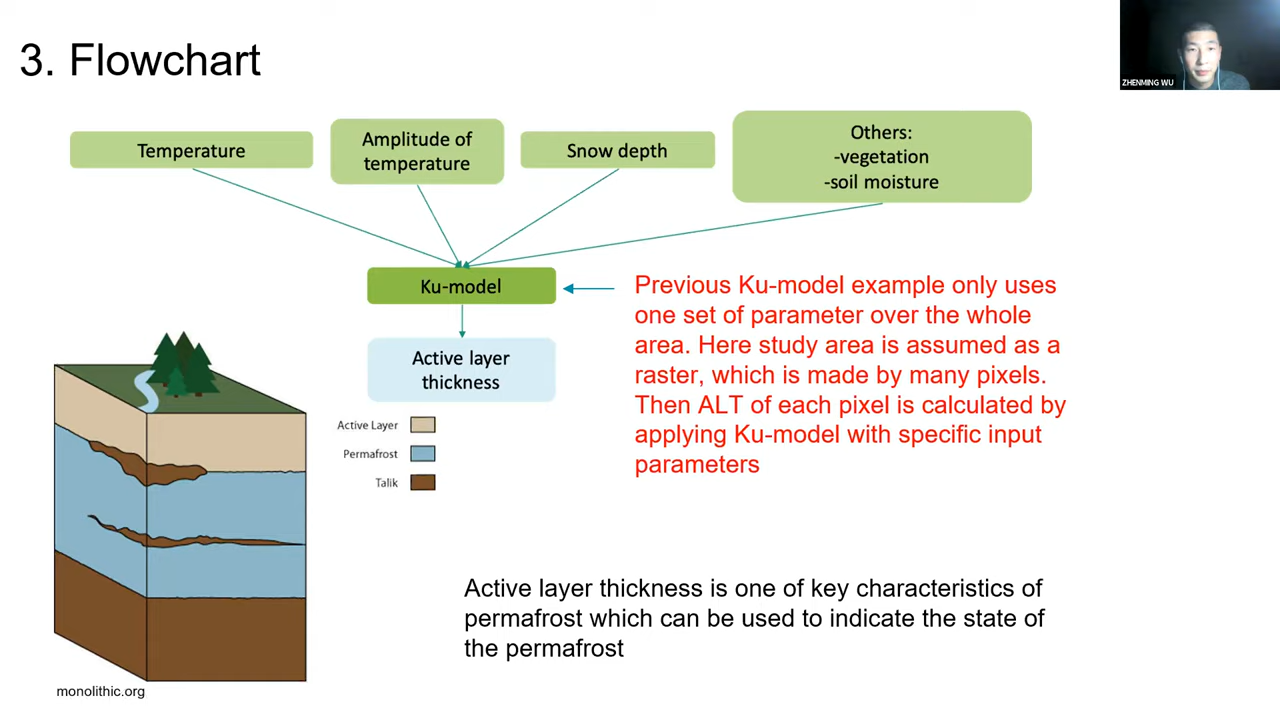 3. Flowchart
ZHENMING WU
Temperature
Amplitude of
temperature
Snow depth
Others:
-vegetation
-soil moisture
Ku-model
Previous Ku-model example only uses
one set of parameter over the whole
area. Here study area is assumed as a
raster, which is made by many pixels.
Then ALT of each pixel is calculated by
applying Ku-model with specific input
parameters
Active layer
thickness
Active Layer
Permafrost
Talik
Active layer thickness is one of key characteristics of
permafrost which can be used to indicate the state of
the permafrost
monolithic.org